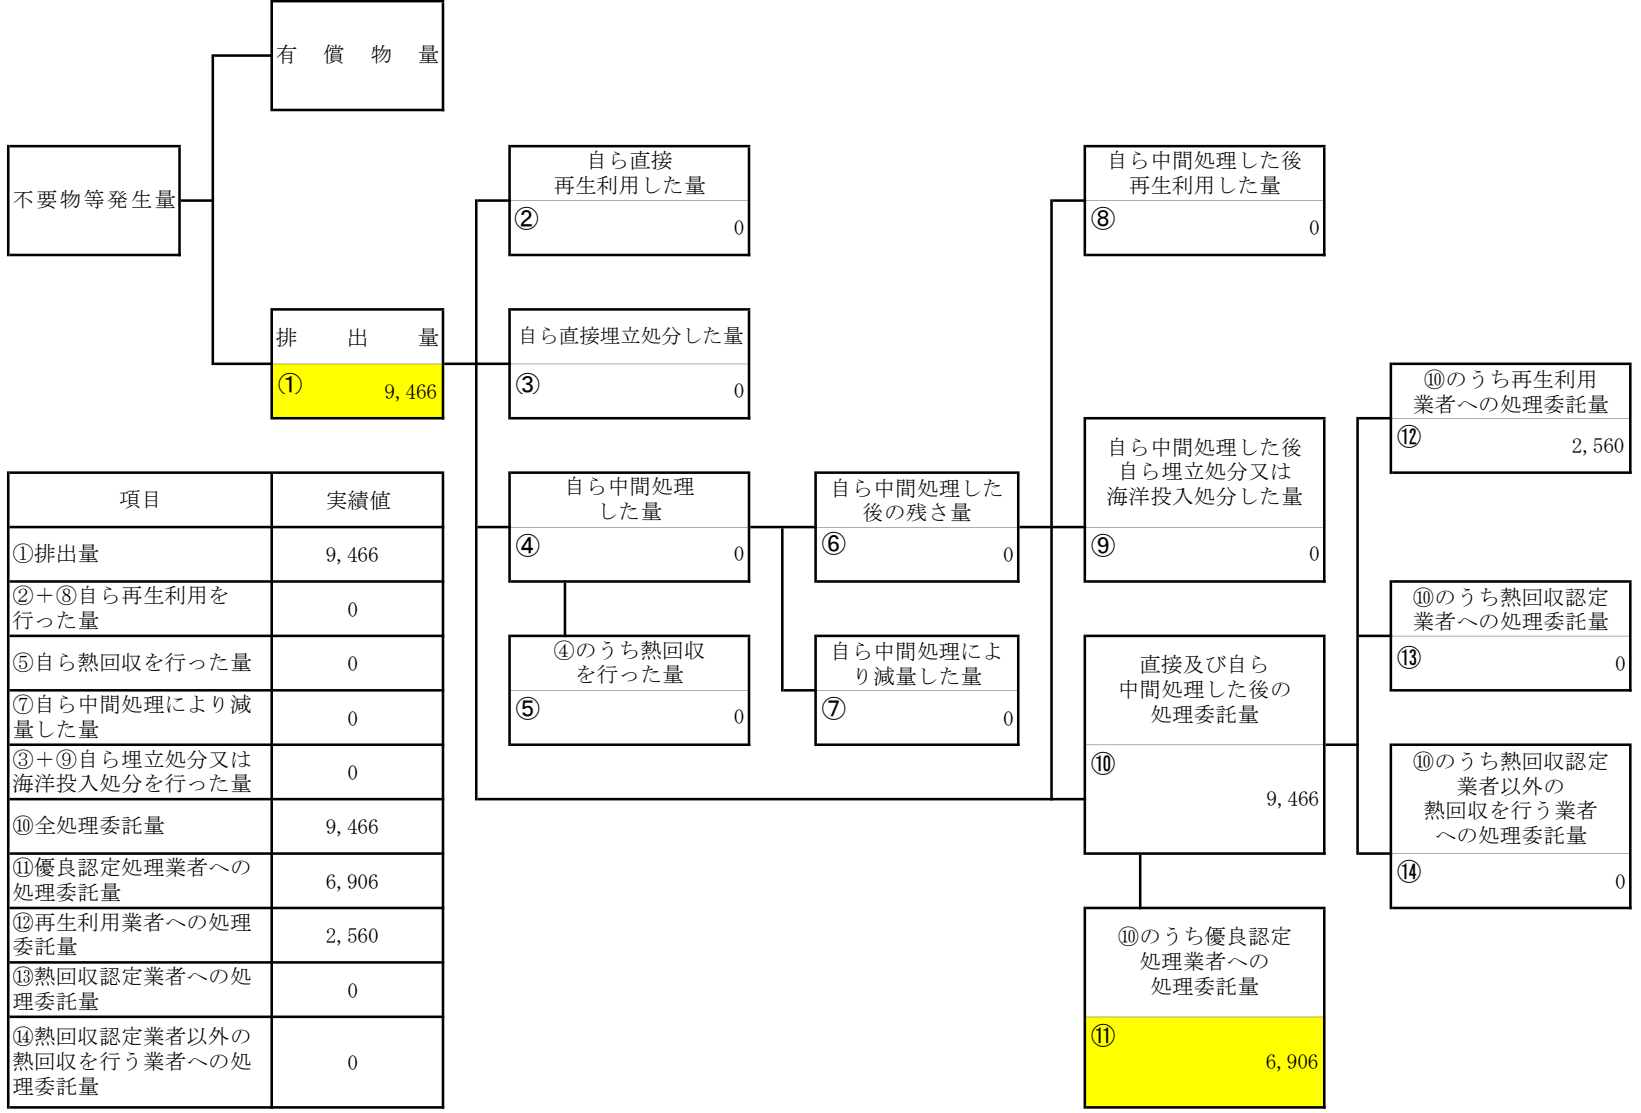 有償物量
不要物等発生量
排出量
① 9,466
自ら直接
再生利用した量
② 0
自ら直接埋立処分した量
③ 0
自ら中間処理
した量
④ 0
④のうち熱回収
を行った量
⑤ 0
自ら中間処理した
後の残さ量
⑥ 0
自ら中間処理によ
り減量した量
⑦ 0
自ら中間処理した後
再生利用した量
⑧ 0
自ら中間処理した後
自ら埋立処分又は
海洋投入処分した量
⑨ 0
直接及び自ら
中間処理した後の
処理委託量
⑩
9,466
⑩のうち優良認定
処理業者への
処理委託量
⑪
6,906
⑩のうち再生利用
業者への処理委託量
⑫ 2,560
⑩のうち熱回収認定
業者への処理委託量
⑬ 0
⑩のうち熱回収認定
業者以外の
熱回収を行う業者
への処理委託量
⑭ 0
項目 実績値
①排出量 9,466
②＋⑧自ら再生利用を
行った量 0
⑤自ら熱回収を行った量 0
⑦自ら中間処理により減
量した量 0
③＋⑨自ら埋立処分又は
海洋投入処分を行った量 0
⑩全処理委託量 9,466
⑪優良認定処理業者への
処理委託量 6,906
⑫再生利用業者への処理
委託量 2,560
⑬熱回収認定業者への処
理委託量 0
⑭熱回収認定業者以外の
熱回収を行う業者への処 0
理委託量